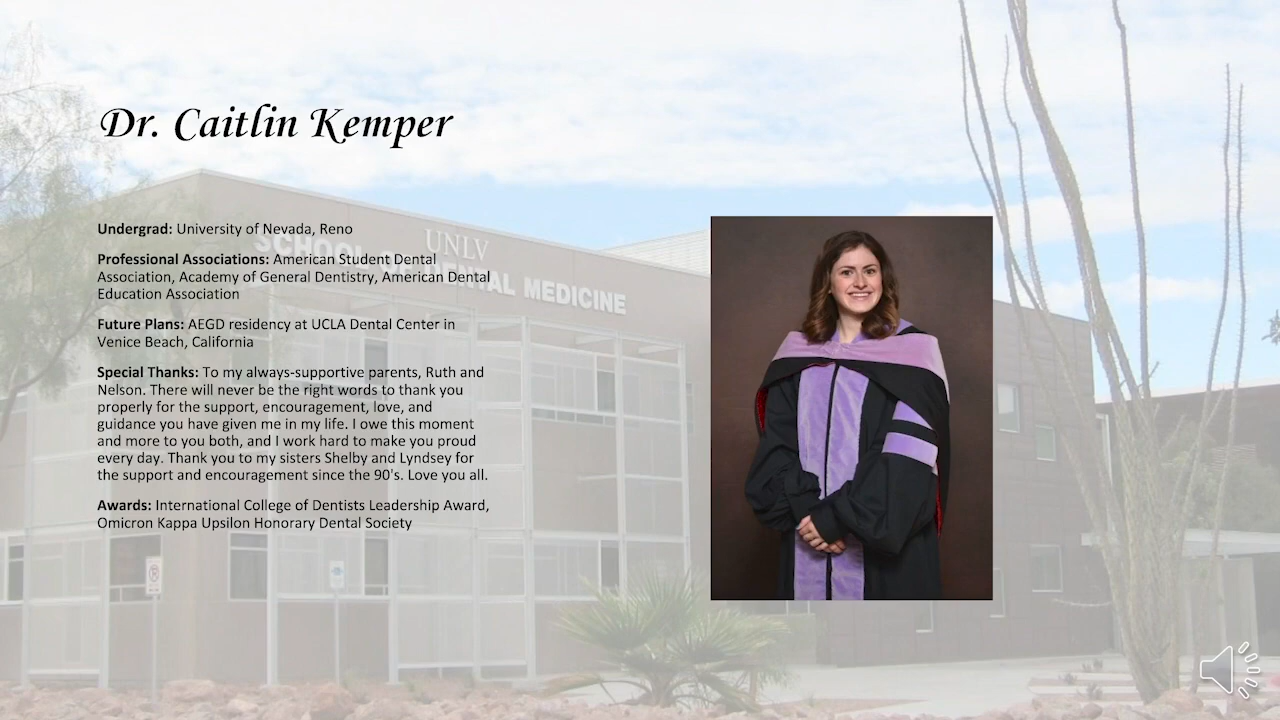 Dr. Caitlin Kemper
Undergrad: University of Nevada, Reno
Professional Associations: American Student Dental
Association, Academy of General Dentistry, American Dental
Education Association
Future Plans: AEGD residency at UCLA Dental Center in
Venice Beach, California
Special Thanks: To my always-supportive parents, Ruth and
Nelson. There will never be the right words to thank you
properly for the support, encouragement, love, and
guidance you have given me in my life. I owe this moment
and more to you both, and I work hard to make you proud
every day. Thank you to my sisters Shelby and Lyndsey for
the support and encouragement since the 90's. Love you all.
Awards: International College of Dentists Leadership Award,
Omicron Kappa Upsilon Honorary Dental Society
UNLV
SCHOOL OF DENTAL MEDICINE